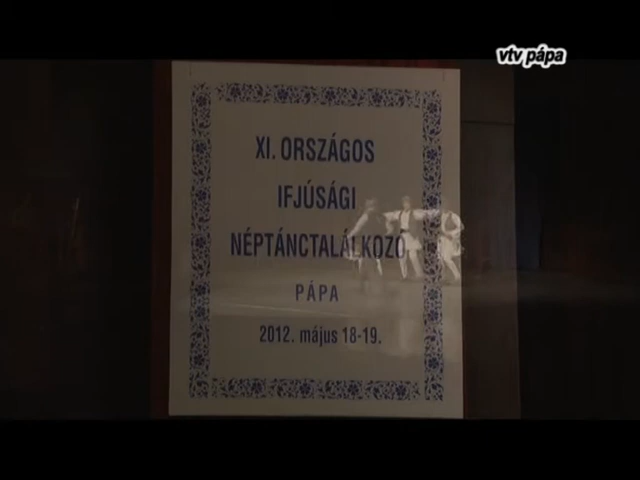 vtv pápa
XI. ORSZÁGOS
IFJÚSÁGI
NÉPTÁNCTALÁLKOZÓ
PÁPA
2012. május 18-19.